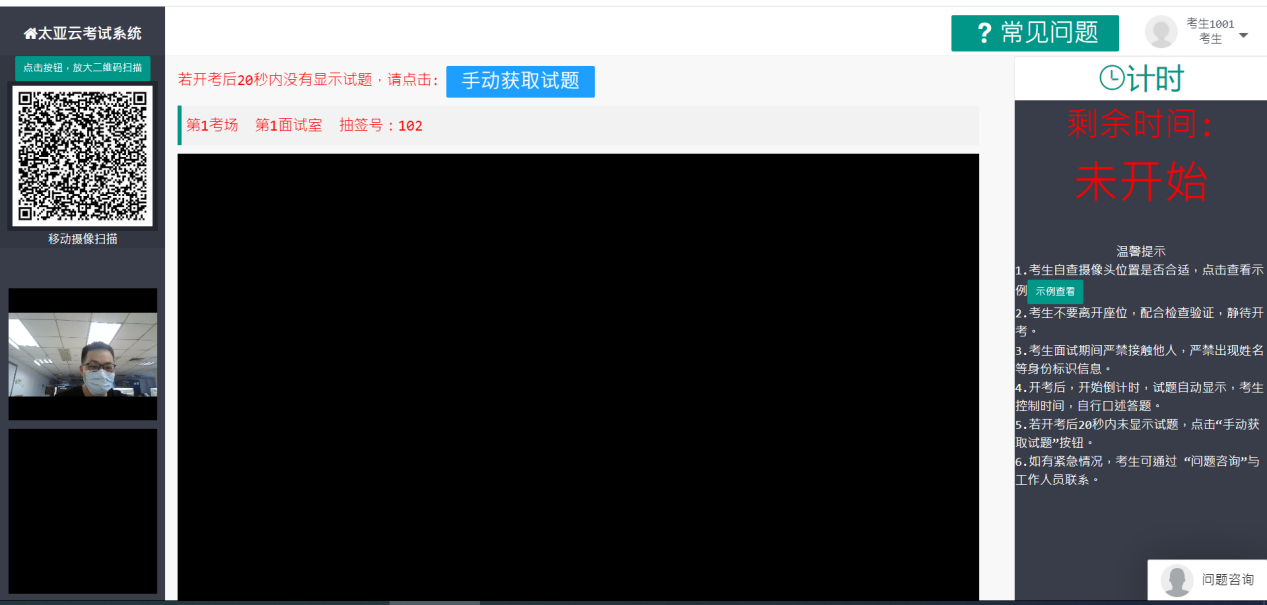 太亚云考试系统
? 常见问题
考生1001
考生
点击按钮，放大二维码扫描
移动摄像扫描
若开考后20秒内没有显示试题，请点击:
手动获取试题
第1考场 第1面试室 抽签号：102
计时
剩余时间:
未开始
温馨提示
1.考生自查摄像头位置是否合适，点击查看示
例 示例查看
2.考生不要离开座位，配合检查验证，静待开
考。
3.考生面试期间严禁接触他人，严禁出现姓名
等身份标识信息。
4.开考后，开始倒计时，试题自动显示，考生
控制时间，自行口述答题。
5.若开考后20秒内未显示试题，点击“手动获
取试题”按钮。
6.如有紧急情况，考生可通过 “问题咨询”与
工作人员联系。
问题咨询